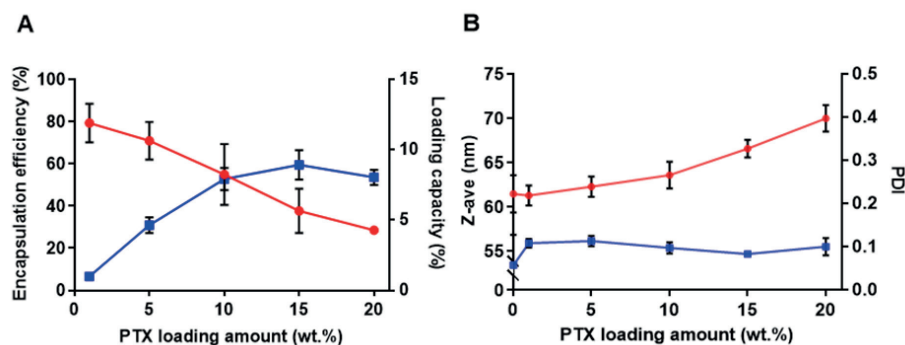 A
Encapsulation efficiency (%)
100
80
60
40
20
0
Loading capacity (%)
15
10
5
0
0 5 10 15 20
PTX loading amount (wt.%)
B
Z-ave (nm)
75
70
65
60
55
0
PDI
0.5
0.4
0.3
0.2
0.1
0.0
0 5 10 15 20
PTX loading amount (wt.%)